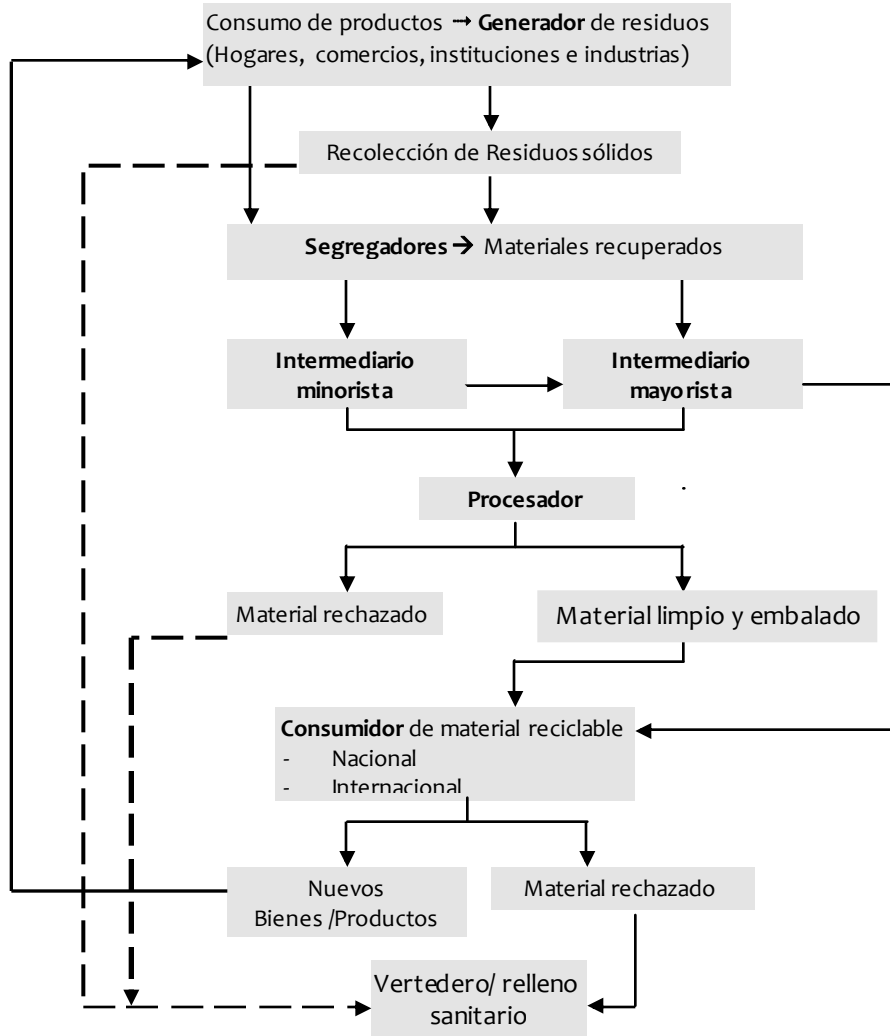 Consumo de productos → Generador de residuos
(Hogares, comercios, instituciones e industrias)
Recolección de Residuos sólidos
Segregadores → Materiales recuperados
Intermediario
minorista
Intermediario
mayorista
Procesador
Material rechazado
Material limpio y embalado
Consumidor de material reciclable
- Nacional
- Internacional
Nuevos
Bienes /Productos
Material rechazado
Vertedero/ relleno
sanitario